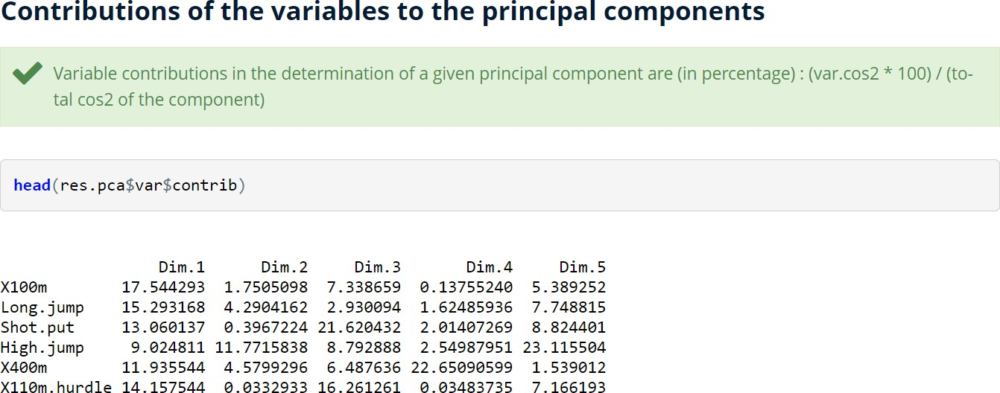 Contributions of the variables to the principal components
Variable contributions in the determination of a given principal component are (in percentage) : (var.cos2 * 100) / (to-
tal cos2 of the component)
head(res.pca$var$contrib)
Dim.1 Dim.2 Dim.3 Dim.4 Dim.5
X100m 17.544293 1.7505098 7.338659 0.13755240 5.389252
Long.jump 15.293168 4.2904162 2.930094 1.62485936 7.748815
Shot.put 13.060137 0.3967224 21.620432 2.01407269 8.824401
High.jump 9.024811 11.7715838 8.792888 2.54987951 23.115504
X400m 11.935544 4.5799296 6.487636 22.65090599 1.539012
X110m.hurdle 14.157544 0.0332933 16.261261 0.03483735 7.166193